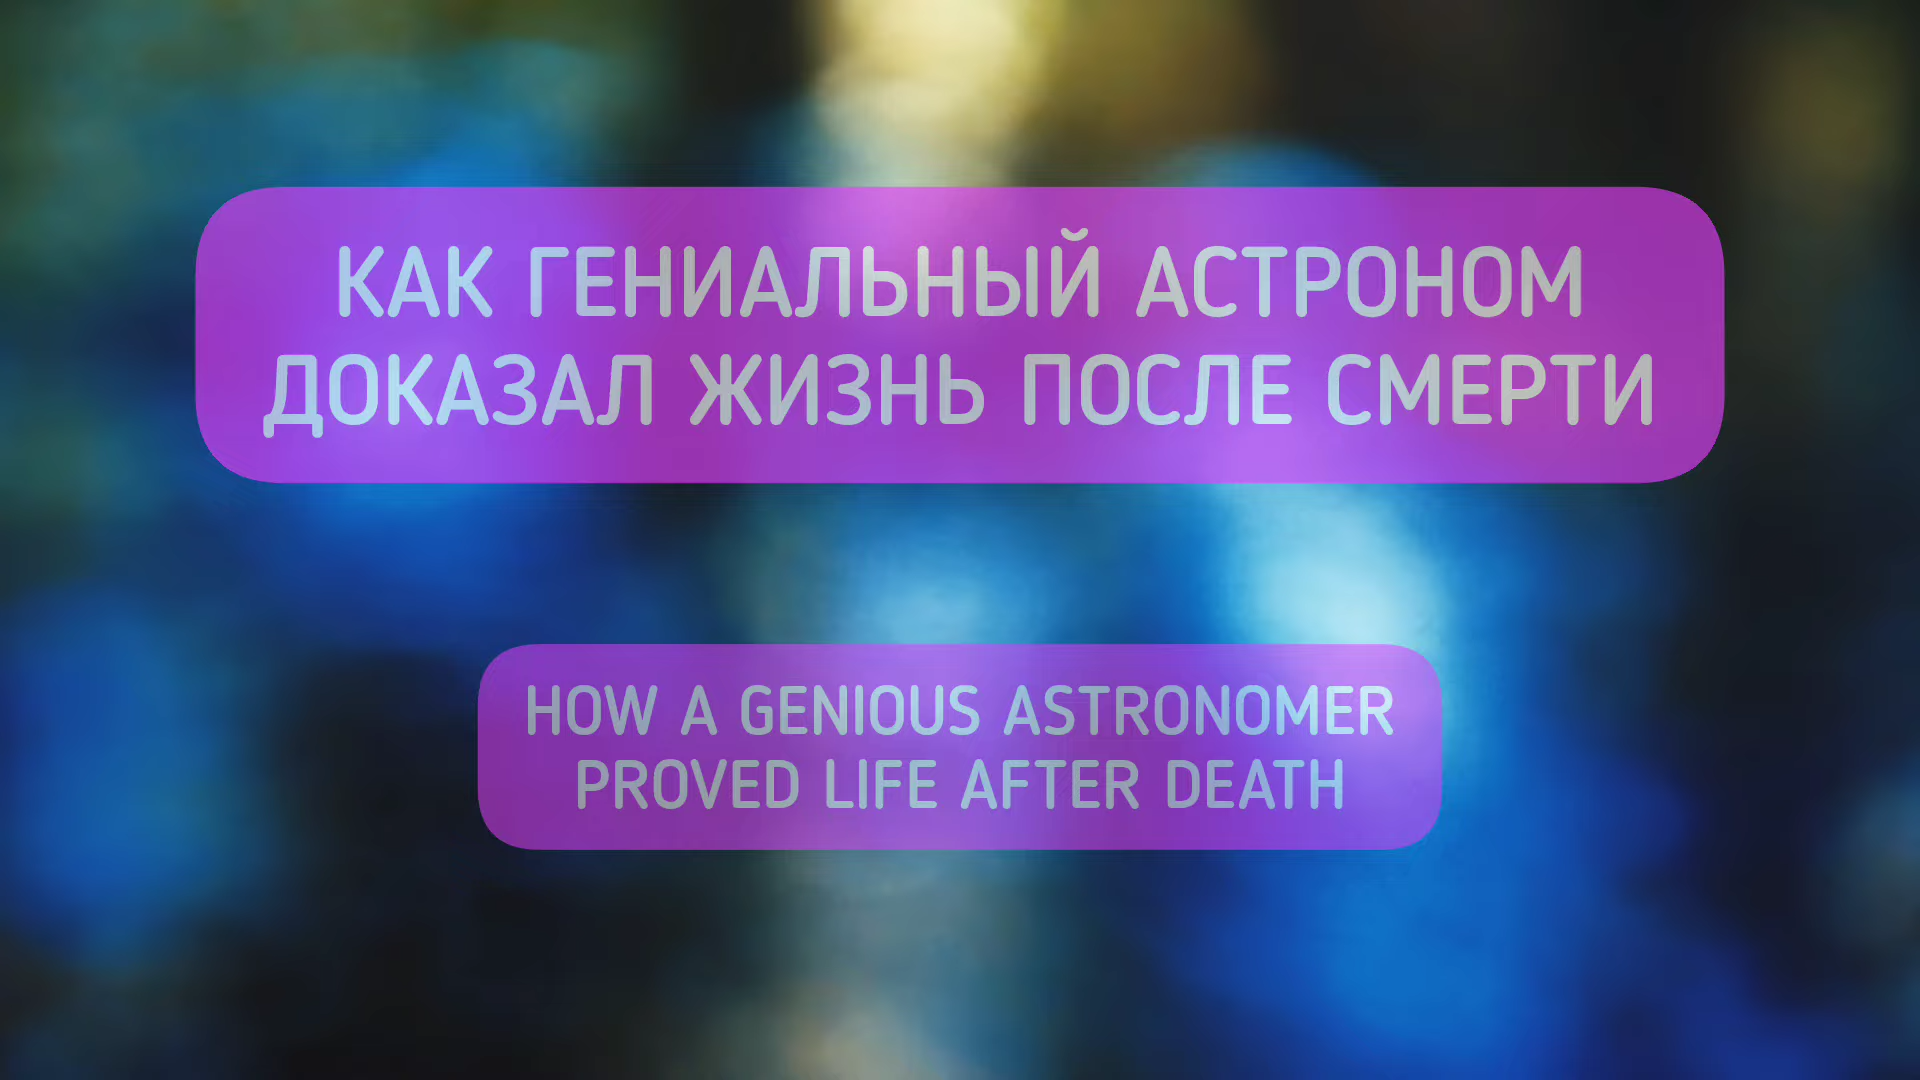 КАК ГЕНИАЛЬНЫЙ АСТРОНОМ
ДОКАЗАЛ ЖИЗНЬ ПОСЛЕ СМЕРТИ
HOW A GENIOUS ASTRONOMER
PROVED LIFE AFTER DEATH